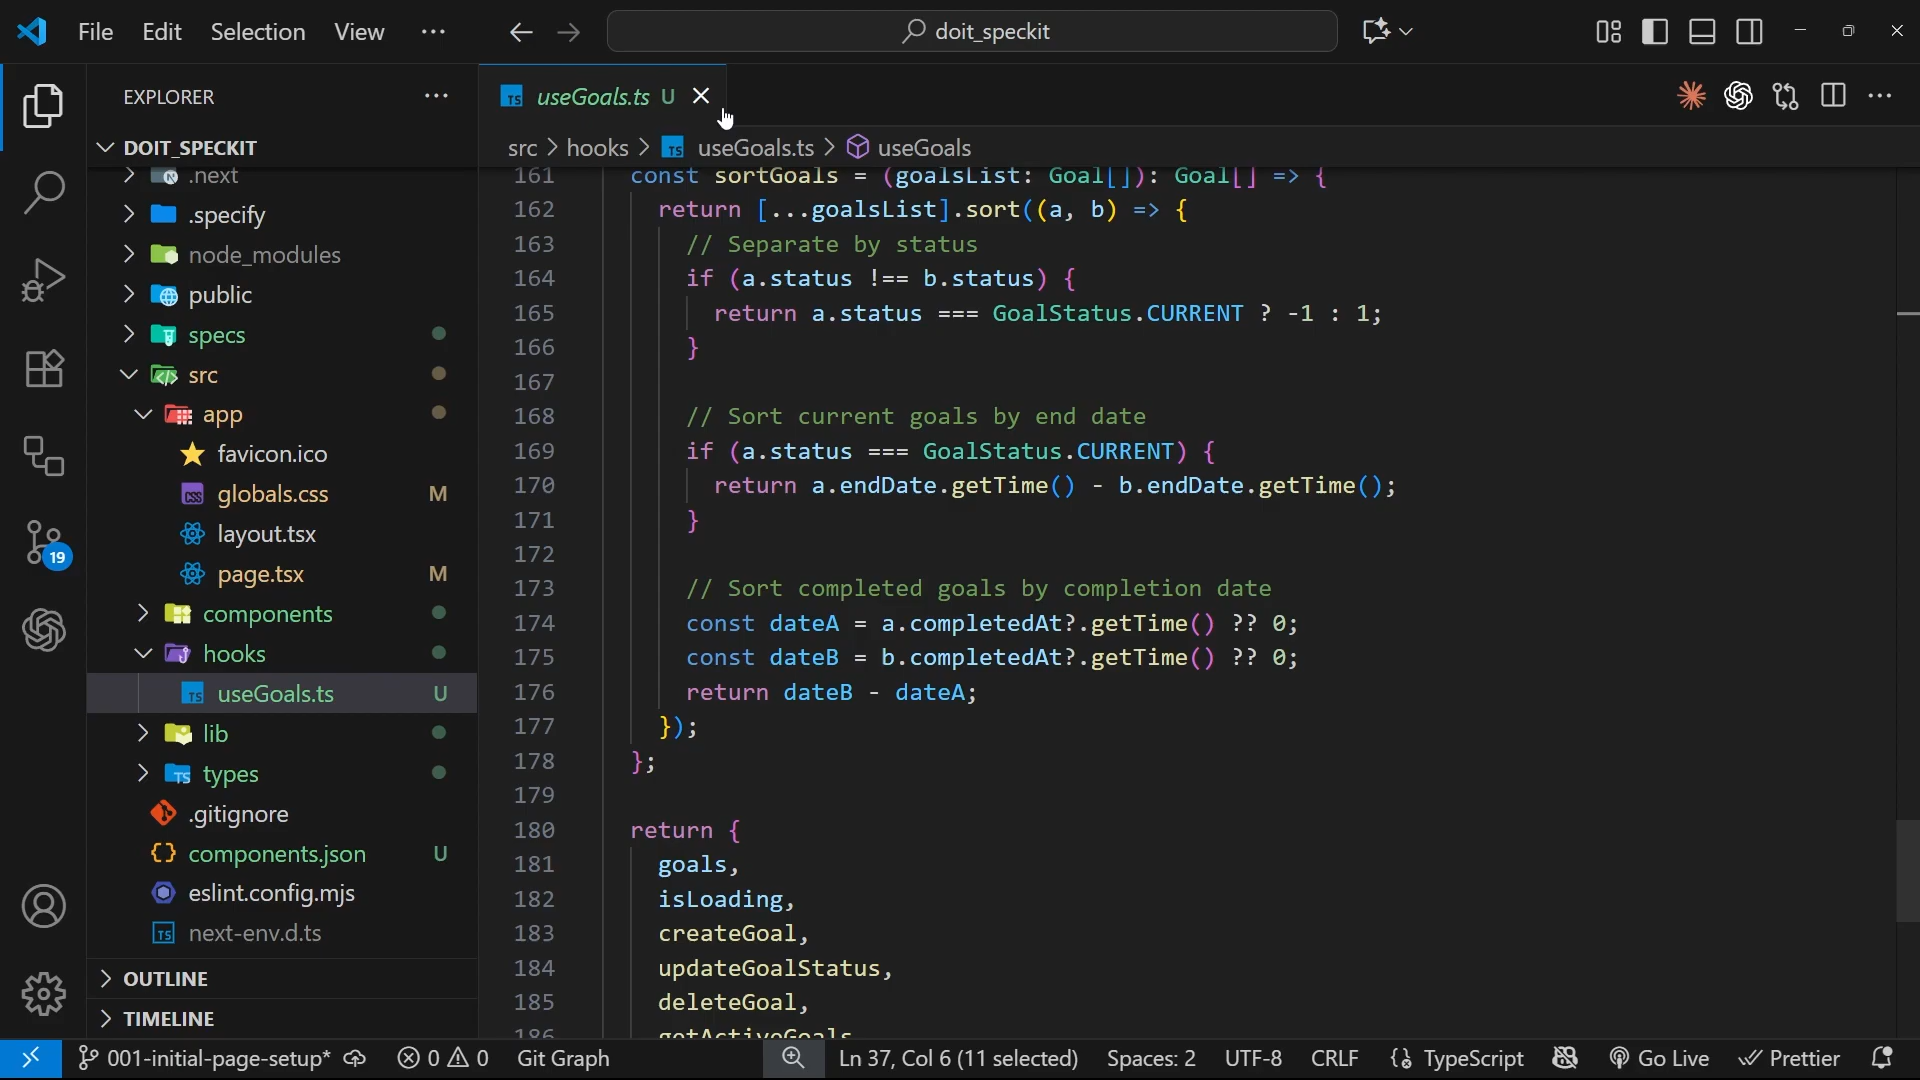 File Edit Selection View ··· doit_speckit
EXPLORER ···
DOIT_SPECKIT
.next
.specify
node_modules
public
specs
src
app
favicon.ico
globals.css M
layout.tsx
page.tsx M
components
hooks
useGoals.ts U
lib
types
.gitignore
components.json U
eslint.config.mjs
next-env.d.ts
OUTLINE
TIMELINE
19
useGoals.ts U
src > hooks > useGoals.ts > useGoals
161 const sortGoals = (goalsList: Goal[]): Goal[] => {
162 return [...goalsList].sort((a, b) => {
163 // Separate by status
164 if (a.status !== b.status) {
165 return a.status === GoalStatus.CURRENT ? -1 : 1;
166 }
167
168 // Sort current goals by end date
169 if (a.status === GoalStatus.CURRENT) {
170 return a.endDate.getTime() - b.endDate.getTime();
171 }
172
173 // Sort completed goals by completion date
174 const dateA = a.completedAt?.getTime() ?? 0;
175 const dateB = b.completedAt?.getTime() ?? 0;
176 return dateB - dateA;
177 });
178 };
179
180 return {
181 goals,
182 isLoading,
183 createGoal,
184 updateGoalStatus,
185 deleteGoal,
186 getActiveGoals
001-initial-page-setup* 0 0 Git Graph Ln 37, Col 6 (11 selected) Spaces: 2 UTF-8 CRLF {} TypeScript Go Live Prettier